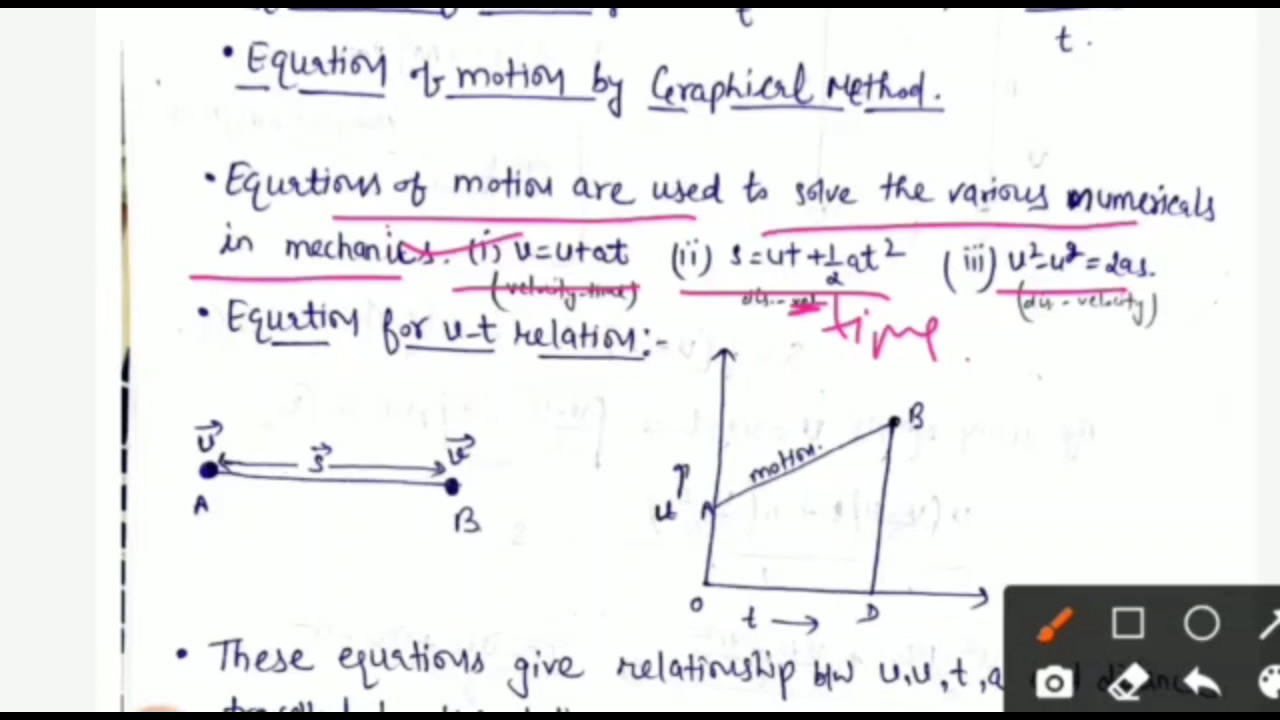 t
t.
• Equation of motion by Graphical Method.
• Equations of motion are used to solve the various numericals
in mechanics. (i) v=u+at (ii) s=ut+½at² (iii) v²-u²=2as.
(velocity-time) dis.- time (dis-velocity)
• Equation for v-t relation:-
B
motion.
u A
O t → D
u s v
A B
• These equations give relationship b/w u,v,t,a